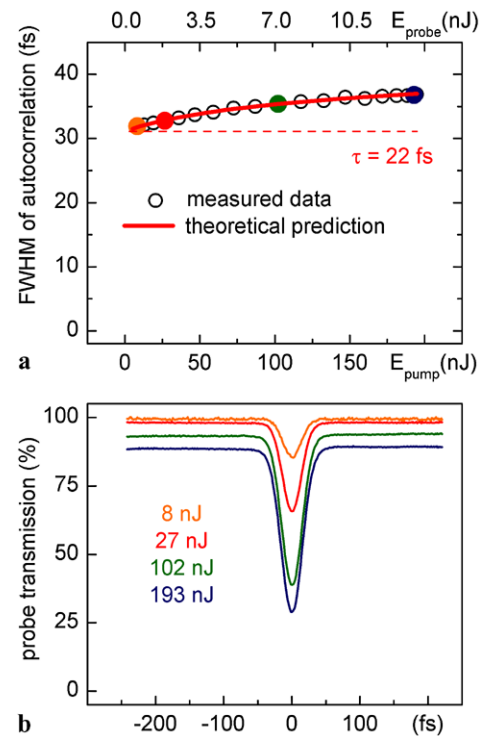 0.0 3.5 7.0 10.5 E_probe(nJ)
FWHM of autocorrelation (fs)
40
30
20
10
0
τ = 22 fs
measured data
theoretical prediction
0 50 100 150 E_pump(nJ)
a
probe transmission (%)
100
75
50
25
0
8 nJ
27 nJ
102 nJ
193 nJ
-200 -100 0 100 (fs)
b